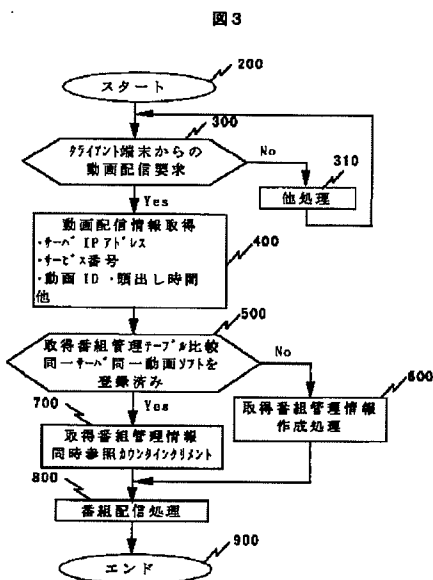 図3
200
スタート
300
クライアント端末からの
動画配信要求
No
310
他処理
Yes
動画配信情報取得
・サーバ IPアドレス
・サービス番号
・動画 ID・頭出し時間
他
400
500
取得番組管理テーブル比較
同一サーバ同一動画ソフトを
登録済み
No
600
取得番組管理情報
作成処理
Yes
700
取得番組管理情報
同時参照カウンタインクリメント
800
番組配信処理
900
エンド